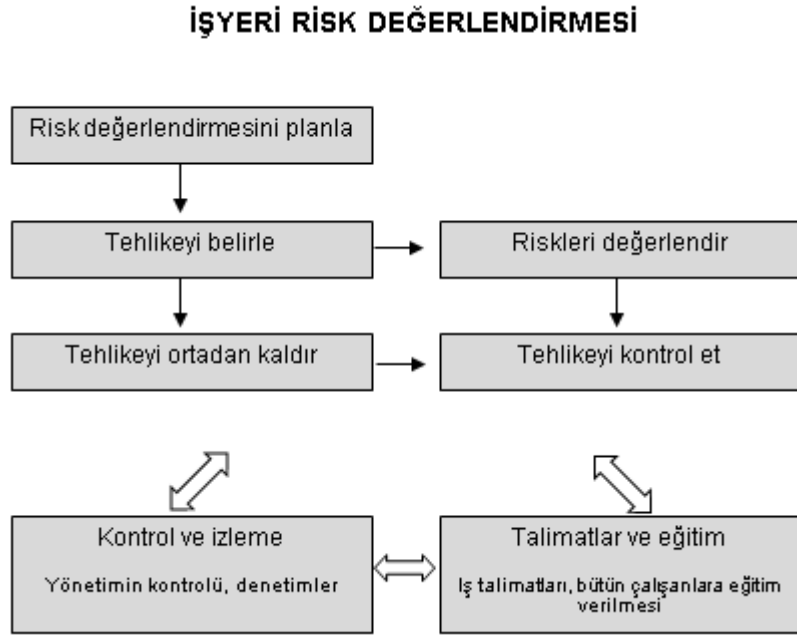 İŞYERİ RİSK DEĞERLENDİRMESİ
Risk değerlendirmesini planla
Tehlikeyi belirle
Riskleri değerlendir
Tehlikeyi ortadan kaldır
Tehlikeyi kontrol et
Kontrol ve izleme
Yönetimin kontrolü, denetimler
Talimatlar ve eğitim
Iş talimatları, bütün çalışanlara eğitim
verilmesi